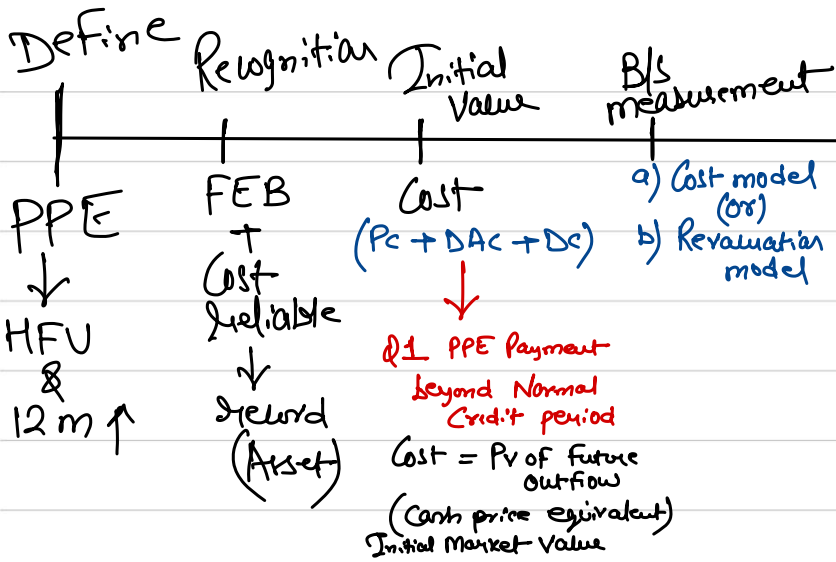 Define
PPE
HFU
&
12 m ↑
Recognition
FEB
+
Cost
reliable
record
(Asset)
Initial
Value
Cost
(PC + DAC + DC)
Q1 PPE Payment
beyond Normal
Credit period
Cost = PV of Future
outflow
(Cash price equivalent)
Initial Market Value
B/S
measurement
a) Cost model
(or)
b) Revaluation
model